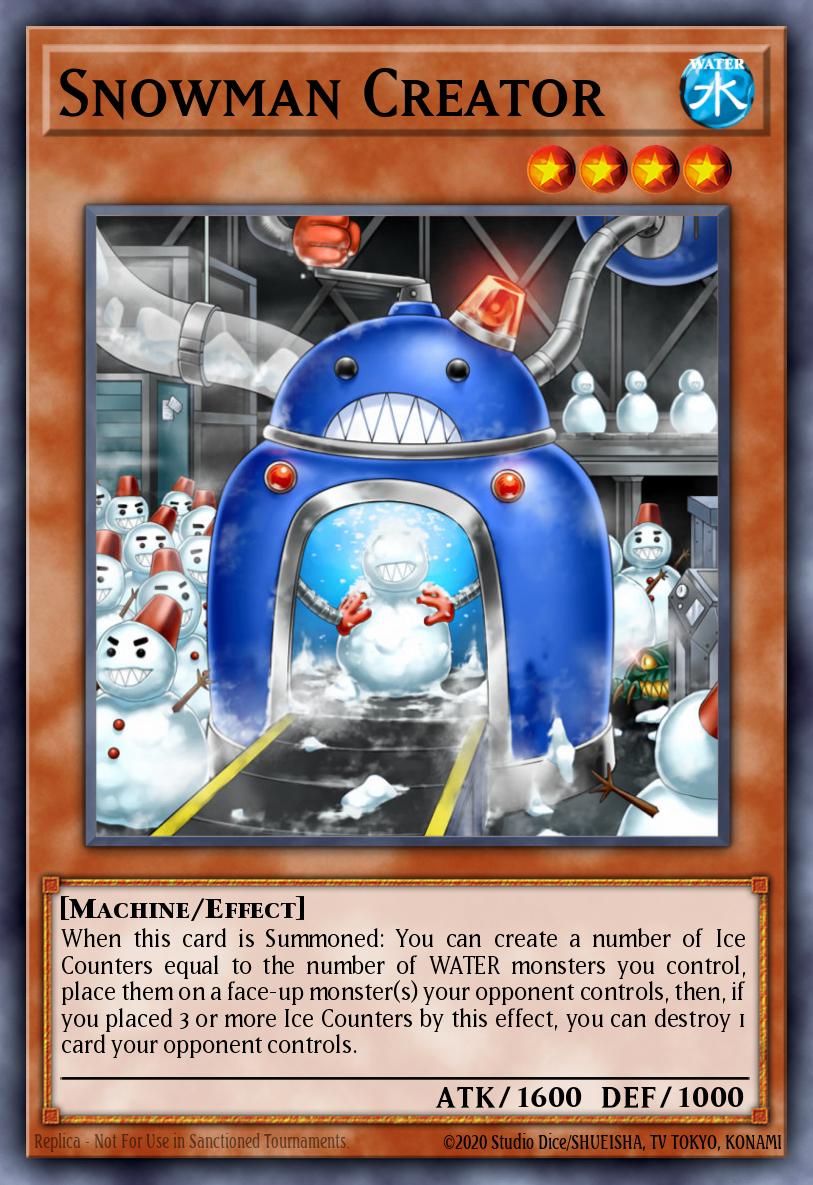 Snowman Creator
WATER
水
[Machine/Effect]
When this card is Summoned: You can create a number of Ice
Counters equal to the number of WATER monsters you control,
place them on a face-up monster(s) your opponent controls, then, if
you placed 3 or more Ice Counters by this effect, you can destroy 1
card your opponent controls.
ATK/1600 DEF/1000
Replica - Not For Use in Sanctioned Tournaments.
©2020 Studio Dice/SHUEISHA, TV TOKYO, KONAMI